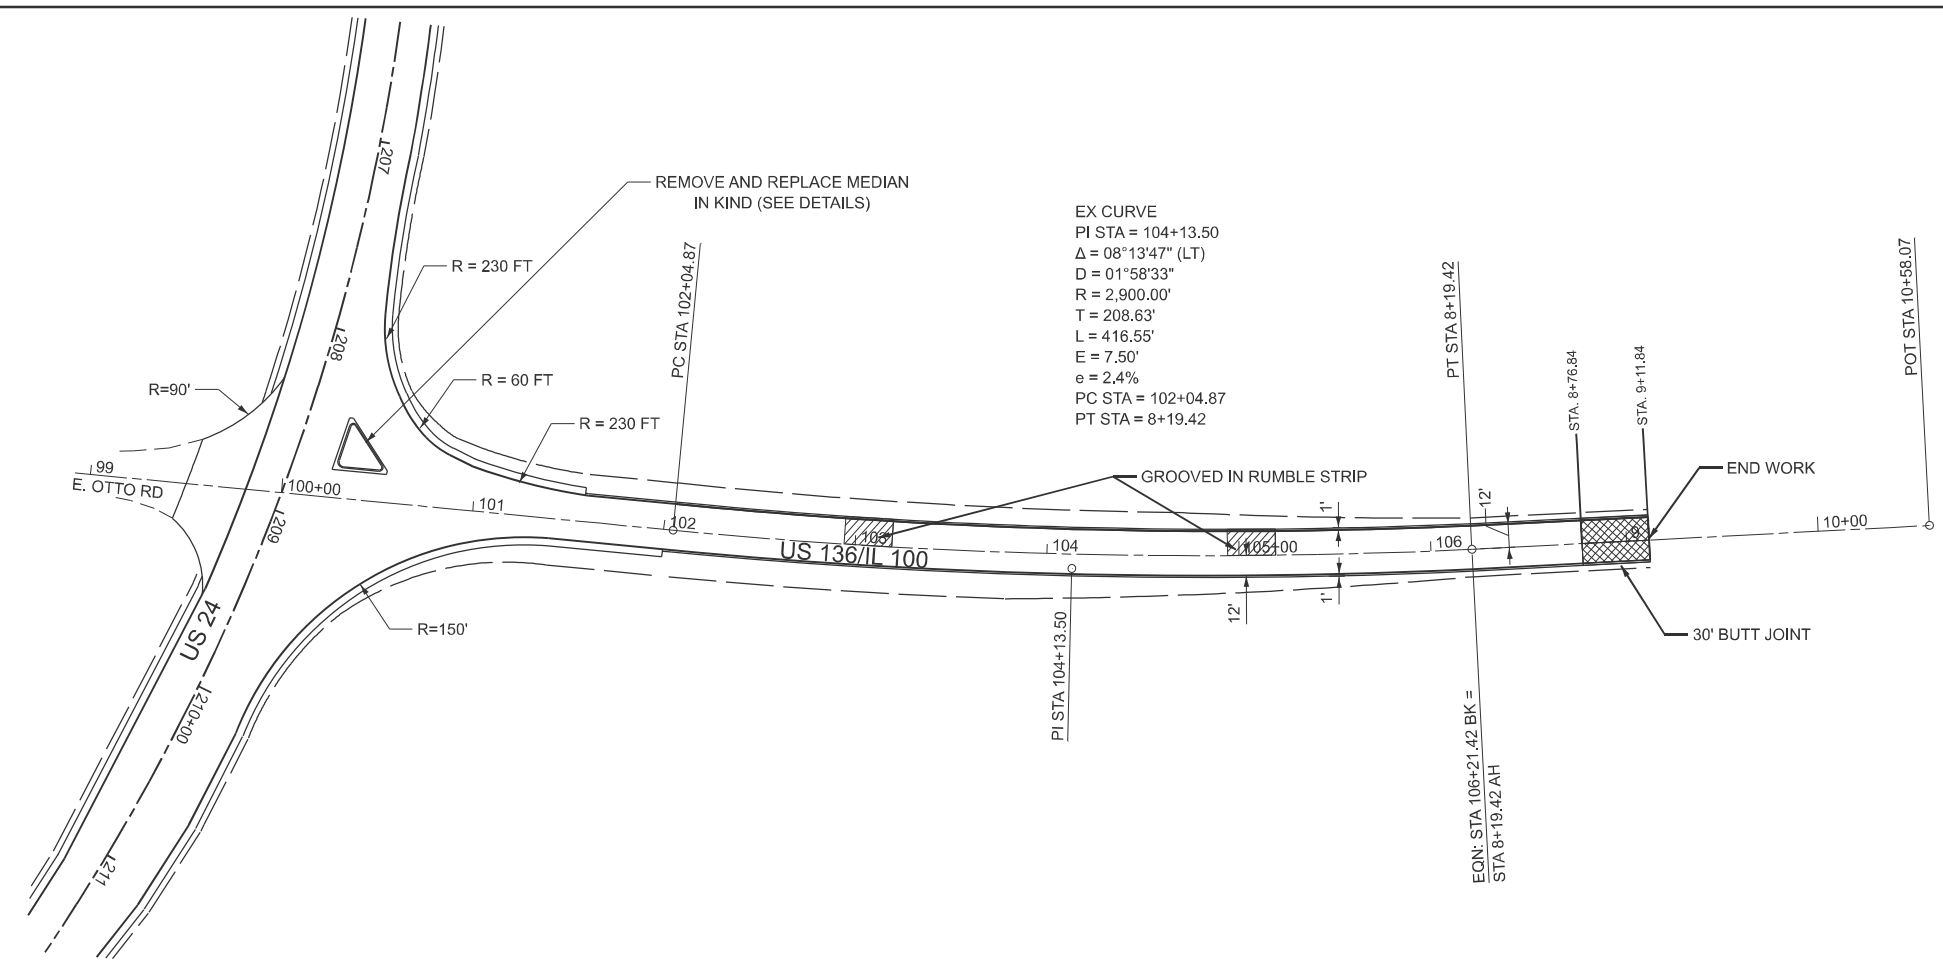 207
REMOVE AND REPLACE MEDIAN
IN KIND (SEE DETAILS)
R = 230 FT
PC STA 102+04.87
EX CURVE
PI STA = 104+13.50
Δ = 08°13'47" (LT)
D = 01°58'33"
R = 2,900.00'
T = 208.63'
L = 416.55'
E = 7.50'
e = 2.4%
PC STA = 102+04.87
PT STA = 8+19.42
PT STA 8+19.42
POT STA 10+58.07
STA. 8+76.84
STA. 9+11.84
208
R=90'
R = 60 FT
R = 230 FT
99
E. OTTO RD
100+00
101
102
103
104
105+00
106
9
10+00
GROOVED IN RUMBLE STRIP
END WORK
1'
12'
US 136/IL 100
209
1'
12'
US 24
R=150'
PI STA 104+13.50
30' BUTT JOINT
210+00
EQN: STA 106+21.42 BK =
STA 8+19.42 AH
211